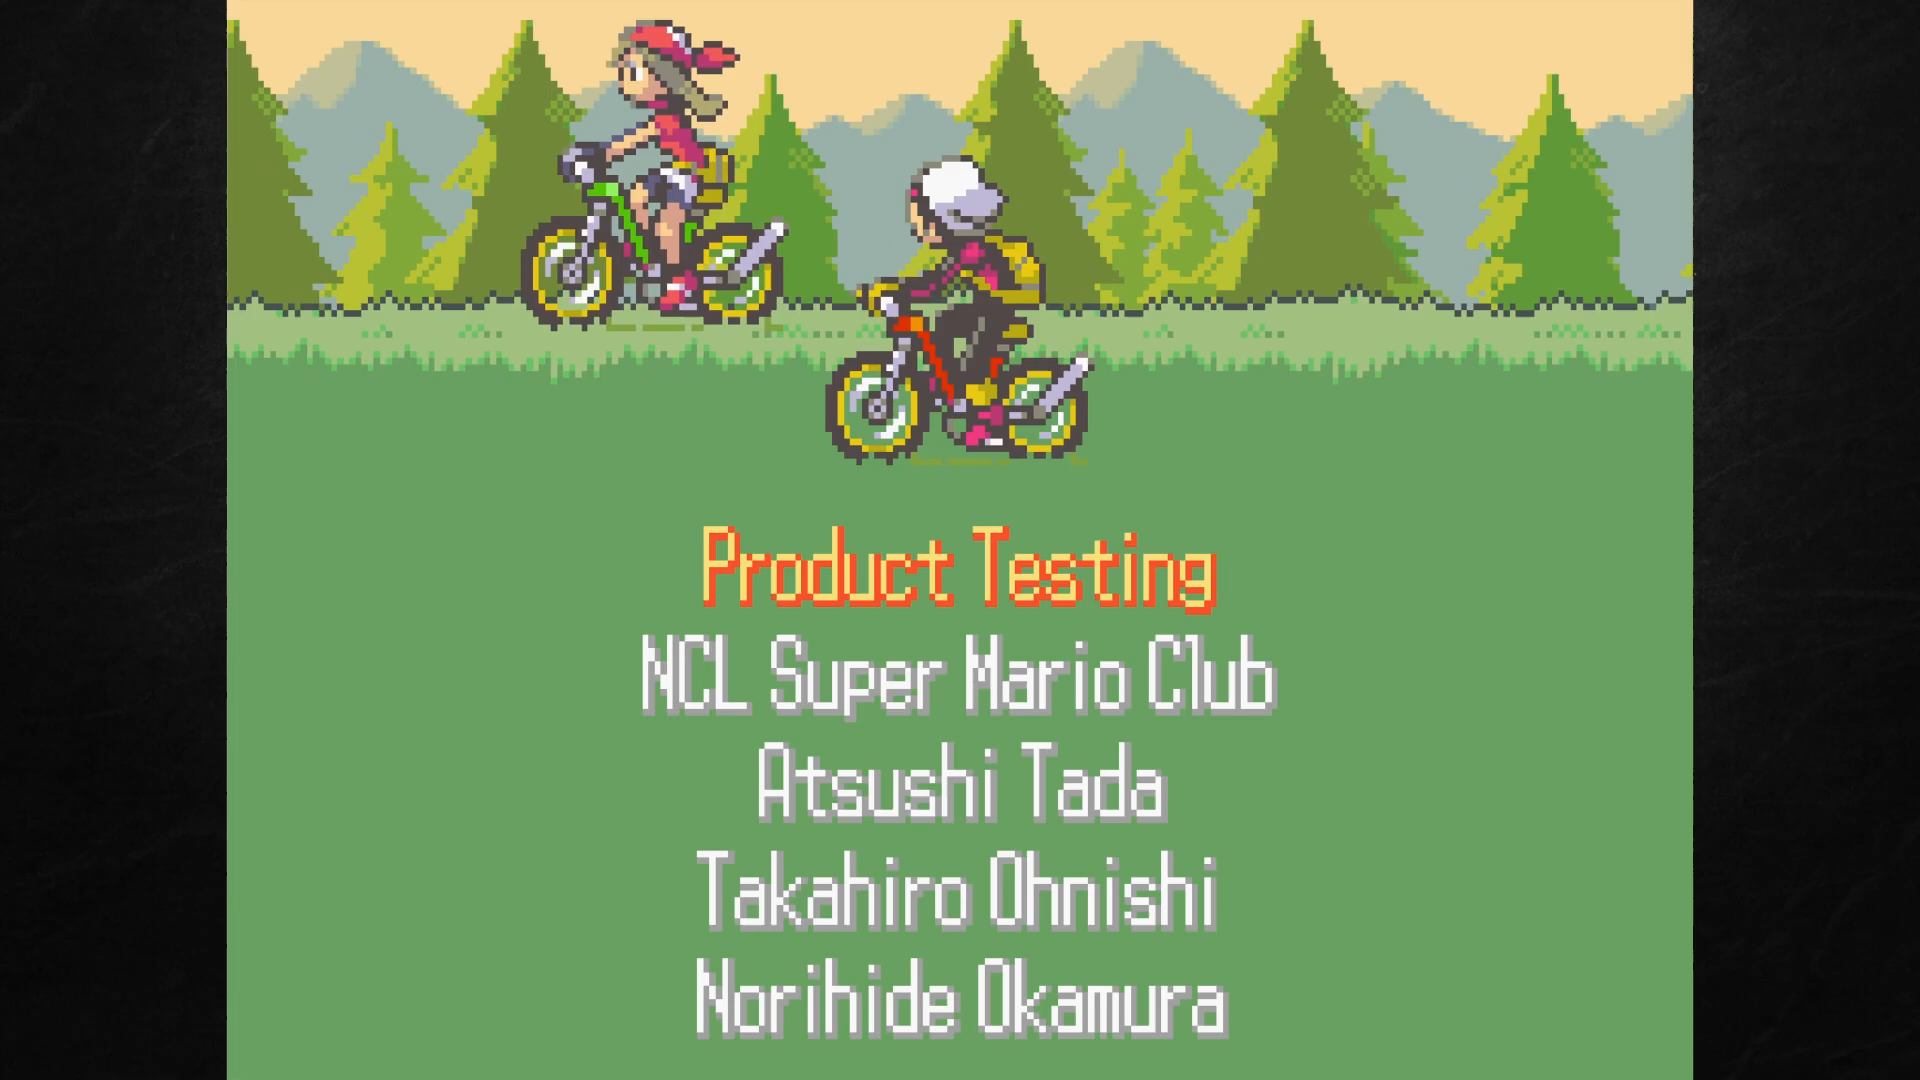 Product Testing
NCL Super Mario Club
Atsushi Tada
Takahiro Ohnishi
Norihide Okamura